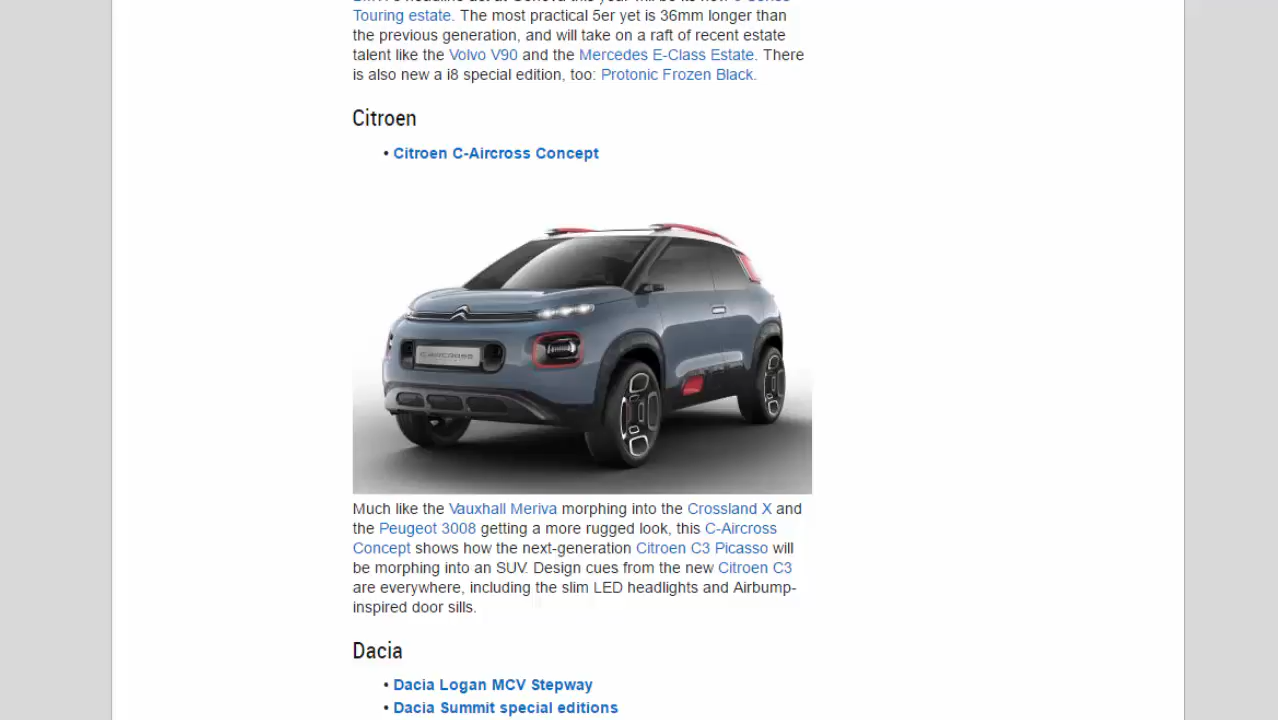 Touring estate. The most practical 5er yet is 36mm longer than
the previous generation, and will take on a raft of recent estate
talent like the Volvo V90 and the Mercedes E-Class Estate. There
is also new a i8 special edition, too: Protonic Frozen Black.
Citroen
• Citroen C-Aircross Concept
C-AIRCROSS
Much like the Vauxhall Meriva morphing into the Crossland X and
the Peugeot 3008 getting a more rugged look, this C-Aircross
Concept shows how the next-generation Citroen C3 Picasso will
be morphing into an SUV. Design cues from the new Citroen C3
are everywhere, including the slim LED headlights and Airbump-
inspired door sills.
Dacia
• Dacia Logan MCV Stepway
• Dacia Summit special editions